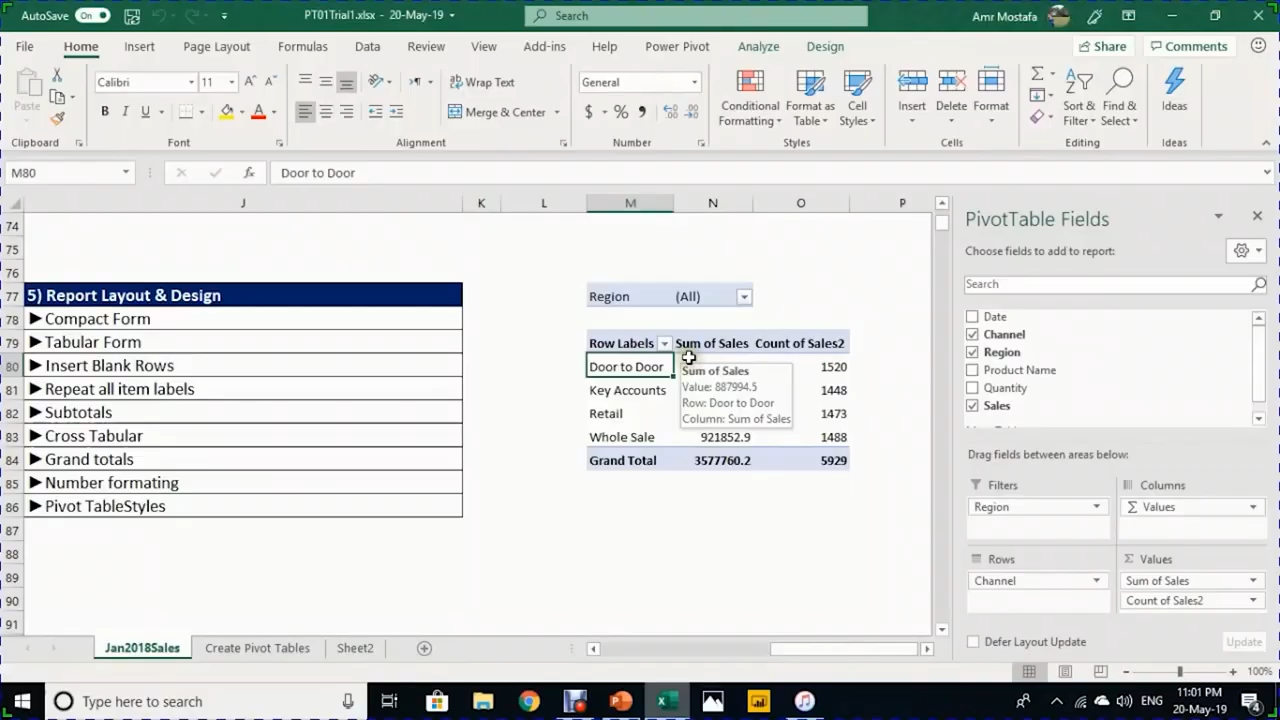 AutoSave On PT01Trial1.xlsx - 20-May-19 Search Amr Mostafa
File Home Insert Page Layout Formulas Data Review View Add-ins Help Power Pivot Analyze Design Share Comments
Calibri 11 Wrap Text General
Paste B I U Merge & Center $ % Conditional Formatting Format as Table Cell Styles Insert Delete Format Sort & Filter Find & Select Ideas
Clipboard Font Alignment Number Styles Cells Editing Ideas
M80 fx Door to Door
J K L M N O P
74
75
76
77 5) Report Layout & Design Region (All)
78 ►Compact Form
79 ►Tabular Form Row Labels Sum of Sales Count of Sales2
80 ►Insert Blank Rows Door to Door 1520
81 ►Repeat all item labels Key Accounts 1448
82 ►Subtotals Retail 1473
83 ►Cross Tabular Whole Sale 921852.9 1488
84 ►Grand totals Grand Total 3577760.2 5929
85 ►Number formating
86 ►Pivot TableStyles
87
88
89
90
91
Sum of Sales
Value: 887994.5
Row: Door to Door
Column: Sum of Sales
PivotTable Fields
Choose fields to add to report:
Search
Date
Channel
Region
Product Name
Quantity
Sales
Drag fields between areas below:
Filters Columns
Region Σ Values
Rows Σ Values
Channel Sum of Sales
Count of Sales2
Defer Layout Update Update
Jan2018Sales Create Pivot Tables Sheet2
100%
Type here to search ENG 11:01 PM
20-May-19 4